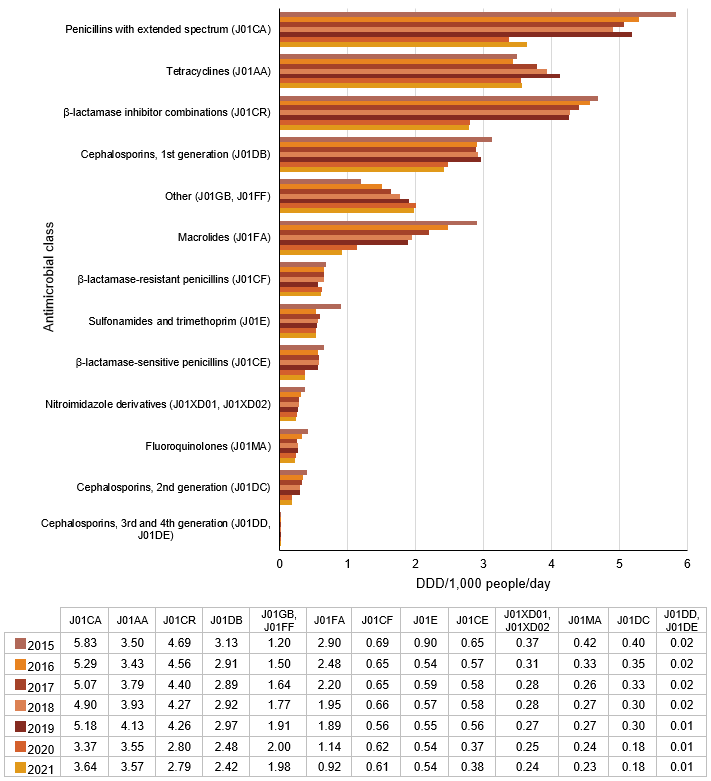 Antimicrobial class
Penicillins with extended spectrum (J01CA)
Tetracyclines (J01AA)
β-lactamase inhibitor combinations (J01CR)
Cephalosporins, 1st generation (J01DB)
Other (J01GB, J01FF)
Macrolides (J01FA)
β-lactamase-resistant penicillins (J01CF)
Sulfonamides and trimethoprim (J01E)
β-lactamase-sensitive penicillins (J01CE)
Nitroimidazole derivatives (J01XD01, J01XD02)
Fluoroquinolones (J01MA)
Cephalosporins, 2nd generation (J01DC)
Cephalosporins, 3rd and 4th generation (J01DD,
J01DE)
0 1 2 3 4 5 6
DDD/1,000 people/day
J01CA J01AA J01CR J01DB J01GB, J01FF J01FA J01CF J01E J01CE J01XD01, J01XD02 J01MA J01DC J01DD, J01DE
2015 5.83 3.50 4.69 3.13 1.20 2.90 0.69 0.90 0.65 0.37 0.42 0.40 0.02
2016 5.29 3.43 4.56 2.91 1.50 2.48 0.65 0.54 0.57 0.31 0.33 0.35 0.02
2017 5.07 3.79 4.40 2.89 1.64 2.20 0.65 0.59 0.58 0.28 0.26 0.33 0.02
2018 4.90 3.93 4.27 2.92 1.77 1.95 0.66 0.57 0.58 0.28 0.27 0.30 0.02
2019 5.18 4.13 4.26 2.97 1.91 1.89 0.56 0.55 0.56 0.27 0.27 0.30 0.01
2020 3.37 3.55 2.80 2.48 2.00 1.14 0.62 0.54 0.37 0.25 0.24 0.18 0.01
2021 3.64 3.57 2.79 2.42 1.98 0.92 0.61 0.54 0.38 0.24 0.23 0.18 0.01